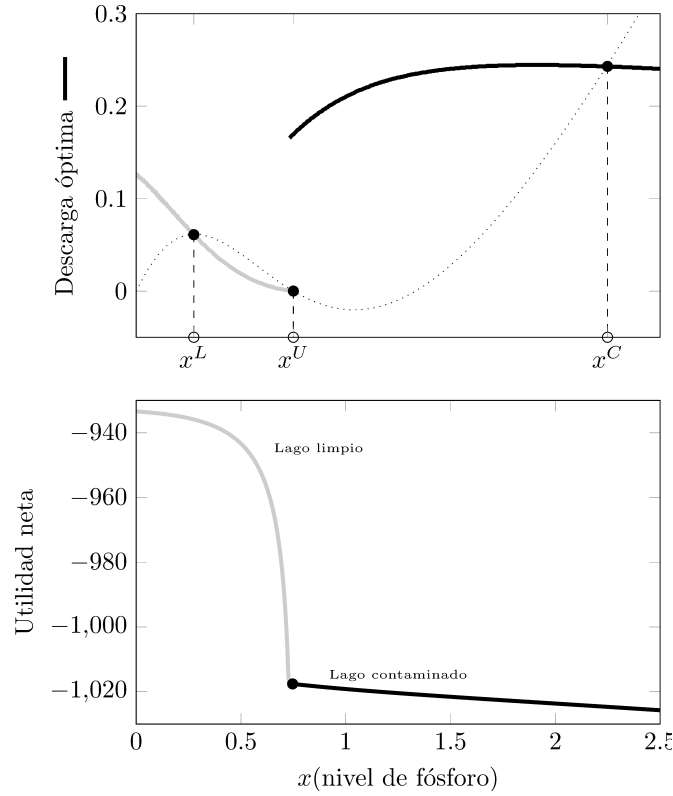 0.3
0.2
0.1
0
Descarga óptima
x^L x^U x^C
−940
−960
−980
−1,000
−1,020
Utilidad neta
Lago limpio
Lago contaminado
0 0.5 1 1.5 2 2.5
x(nivel de fósforo)